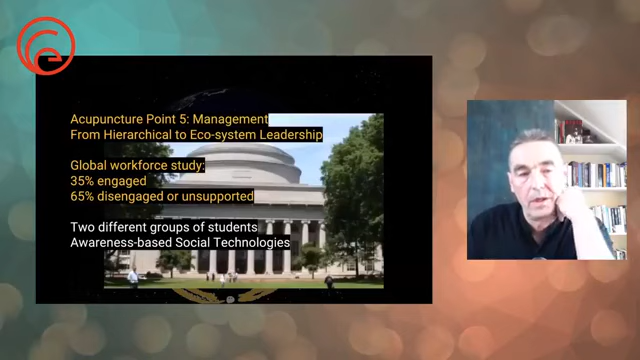 Acupuncture Point 5: Management
From Hierarchical to Eco-system Leadership
Global workforce study:
35% engaged
65% disengaged or unsupported
Two different groups of students
Awareness-based Social Technologies